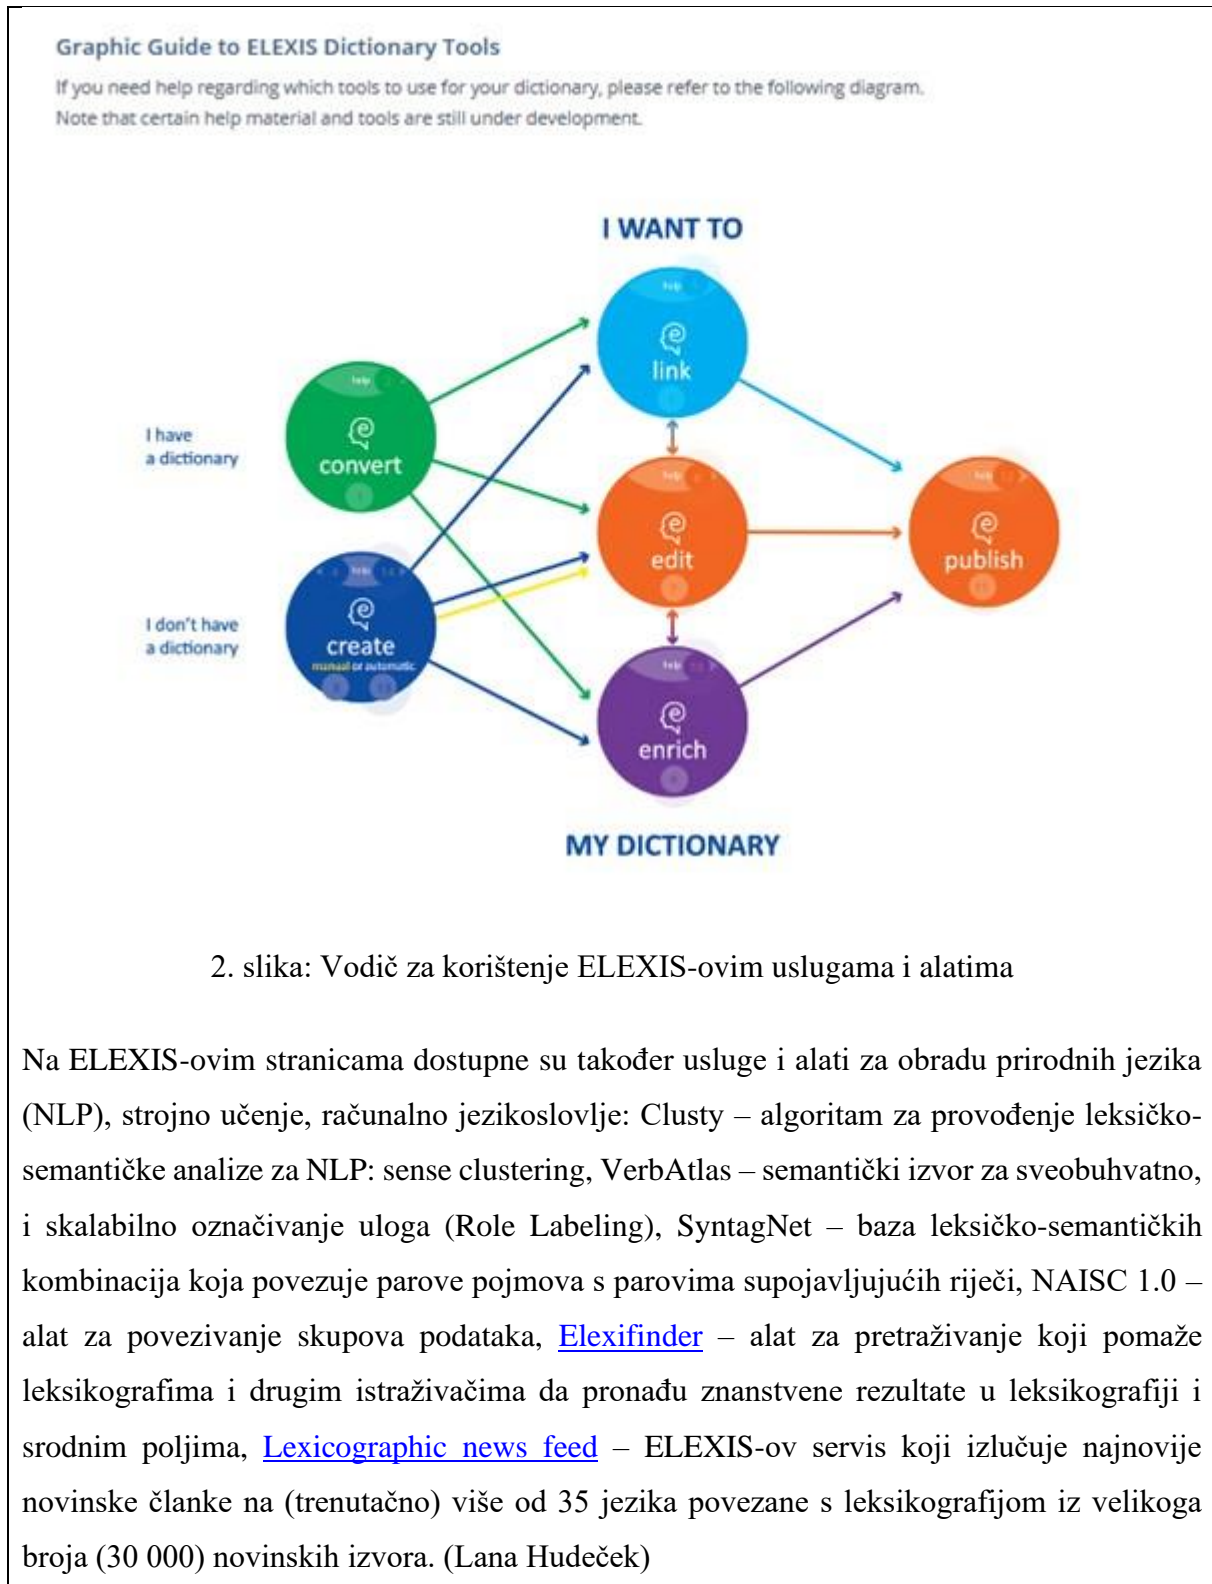 Graphic Guide to ELEXIS Dictionary Tools
If you need help regarding which tools to use for your dictionary, please refer to the following diagram.
Note that certain help material and tools are still under development.
I WANT TO
help
link
help
I have
a dictionary
convert
help
edit
help
publish
help
I don't have
a dictionary
create
manual or automatic
help
enrich
MY DICTIONARY
2. slika: Vodič za korištenje ELEXIS-ovim uslugama i alatima
Na ELEXIS-ovim stranicama dostupne su također usluge i alati za obradu prirodnih jezika
(NLP), strojno učenje, računalno jezikoslovlje: Clusty – algoritam za provođenje leksičko-
semantičke analize za NLP: sense clustering, VerbAtlas – semantički izvor za sveobuhvatno,
i skalabilno označivanje uloga (Role Labeling), SyntagNet – baza leksičko-semantičkih
kombinacija koja povezuje parove pojmova s parovima supojavljujućih riječi, NAISC 1.0 –
alat za povezivanje skupova podataka, Elexifinder – alat za pretraživanje koji pomaže
leksikografima i drugim istraživačima da pronađu znanstvene rezultate u leksikografiji i
srodnim poljima, Lexicographic news feed – ELEXIS-ov servis koji izlučuje najnovije
novinske članke na (trenutačno) više od 35 jezika povezane s leksikografijom iz velikoga
broja (30 000) novinskih izvora. (Lana Hudeček)